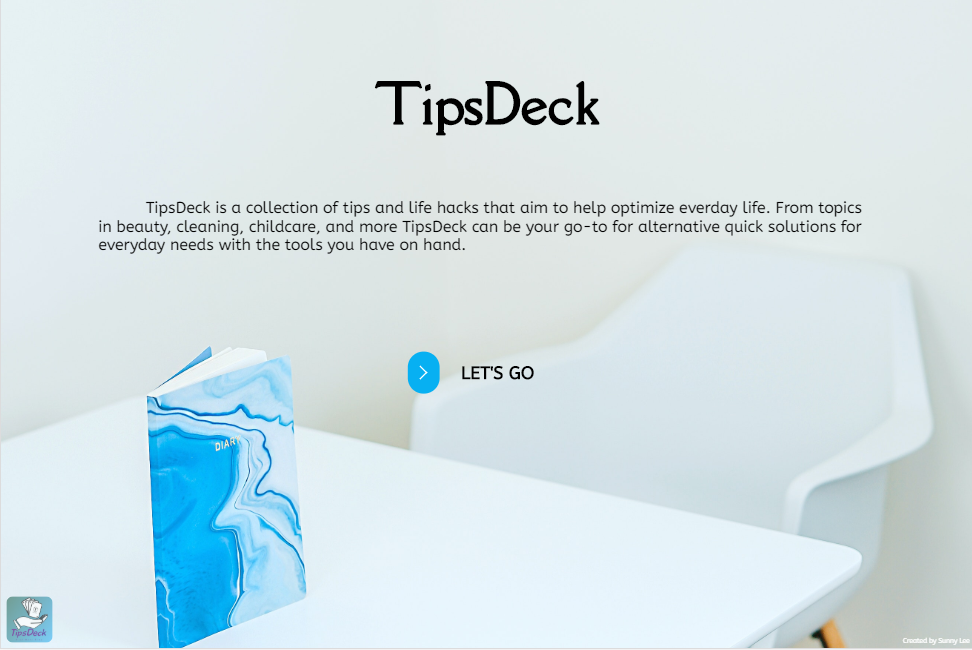 TipsDeck
TipsDeck is a collection of tips and life hacks that aim to help optimize everday life. From topics
in beauty, cleaning, childcare, and more TipsDeck can be your go-to for alternative quick solutions for
everyday needs with the tools you have on hand.
LET'S GO
DIARY
TipsDeck
Created by Sunny Lee